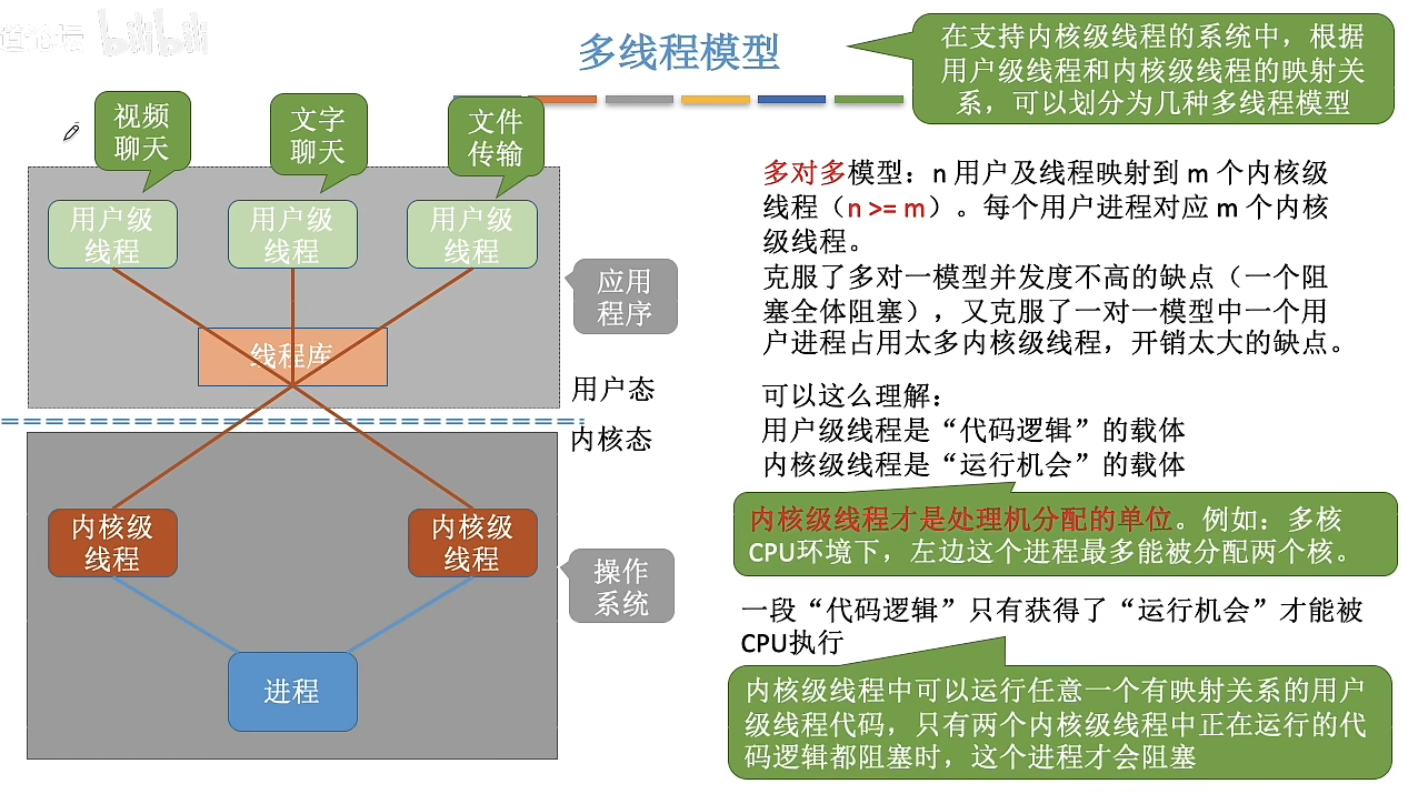 道论坛 bilibili
多线程模型
在支持内核级线程的系统中，根据
用户级线程和内核级线程的映射关
系，可以划分为几种多线程模型
视频
聊天
文字
聊天
文件
传输
用户级
线程
用户级
线程
用户级
线程
应用
程序
线程库
用户态
内核态
内核级
线程
内核级
线程
操作
系统
进程
多对多模型：n 用户及线程映射到 m 个内核级
线程（n >= m）。每个用户进程对应 m 个内核
级线程。
克服了多对一模型并发度不高的缺点（一个阻
塞全体阻塞），又克服了一对一模型中一个用
户进程占用太多内核级线程，开销太大的缺点。
可以这么理解：
用户级线程是“代码逻辑”的载体
内核级线程是“运行机会”的载体
内核级线程才是处理机分配的单位。例如：多核
CPU环境下，左边这个进程最多能被分配两个核。
一段“代码逻辑”只有获得了“运行机会”才能被
CPU执行
内核级线程中可以运行任意一个有映射关系的用户
级线程代码，只有两个内核级线程中正在运行的代
码逻辑都阻塞时，这个进程才会阻塞